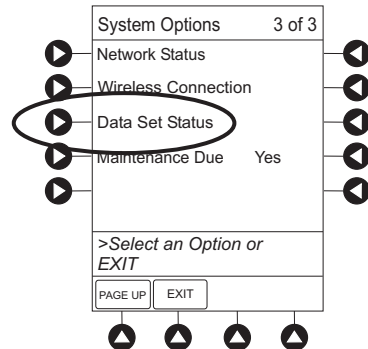 System Options 3 of 3
Network Status
Wireless Connection
Data Set Status
Maintenance Due Yes
>Select an Option or
EXIT
PAGE UP EXIT